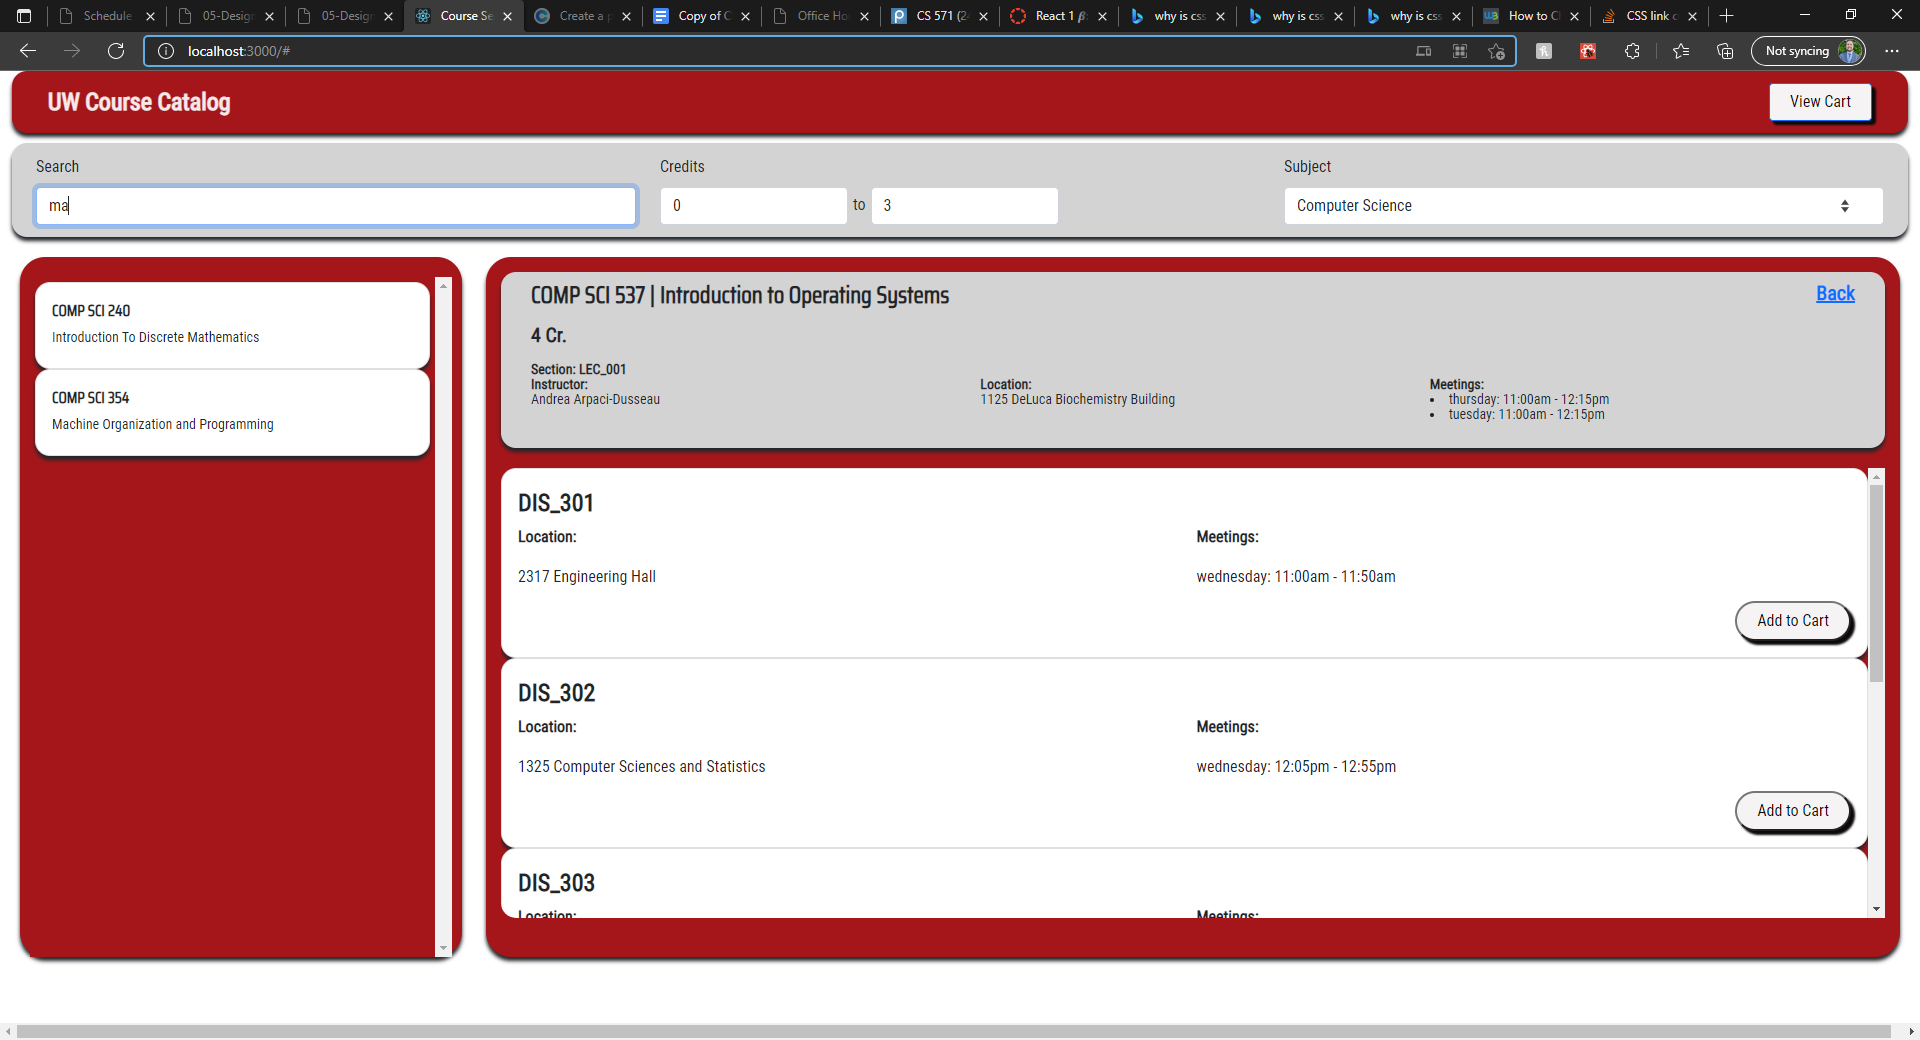 Schedule
05-Design
05-Design
Course Se
Create a p
Copy of C
Office Ho
CS 571 (2
React 1
why is css
why is css
why is css
How to Cl
CSS link c
localhost:3000/#
Not syncing
UW Course Catalog
View Cart
Search
Credits
Subject
ma
0 to 3
Computer Science
COMP SCI 240
Introduction To Discrete Mathematics
COMP SCI 354
Machine Organization and Programming
COMP SCI 537 | Introduction to Operating Systems
Back
4 Cr.
Section: LEC_001
Instructor:
Andrea Arpaci-Dusseau
Location:
1125 DeLuca Biochemistry Building
Meetings:
• thursday: 11:00am - 12:15pm
• tuesday: 11:00am - 12:15pm
DIS_301
Location:
Meetings:
2317 Engineering Hall
wednesday: 11:00am - 11:50am
Add to Cart
DIS_302
Location:
Meetings:
1325 Computer Sciences and Statistics
wednesday: 12:05pm - 12:55pm
Add to Cart
DIS_303
Location:
Meetings: